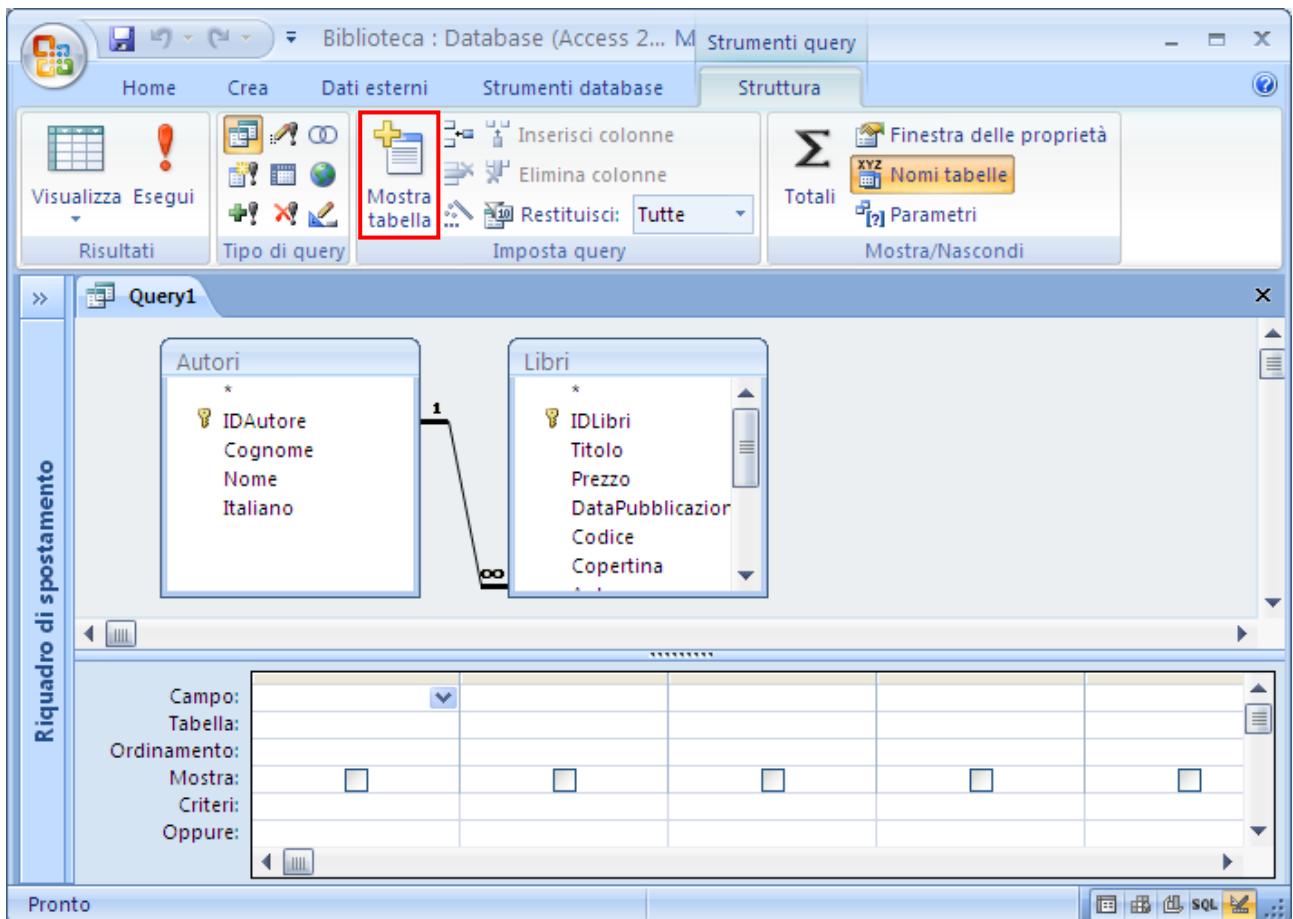 Biblioteca : Database (Access 2... M Strumenti query
Home Crea Dati esterni Strumenti database Struttura
Visualizza Esegui
Risultati
Tipo di query
Mostra tabella
Inserisci colonne
Elimina colonne
Restituisci: Tutte
Imposta query
Σ Totali
Finestra delle proprietà
XYZ Nomi tabelle
[?] Parametri
Mostra/Nascondi
» Query1 ×
Riquadro di spostamento
Autori
*
IDAutore
Cognome
Nome
Italiano
1
∞
Libri
*
IDLibri
Titolo
Prezzo
DataPubblicazion
Codice
Copertina
Campo:
Tabella:
Ordinamento:
Mostra:
Criteri:
Oppure:
Pronto SQL